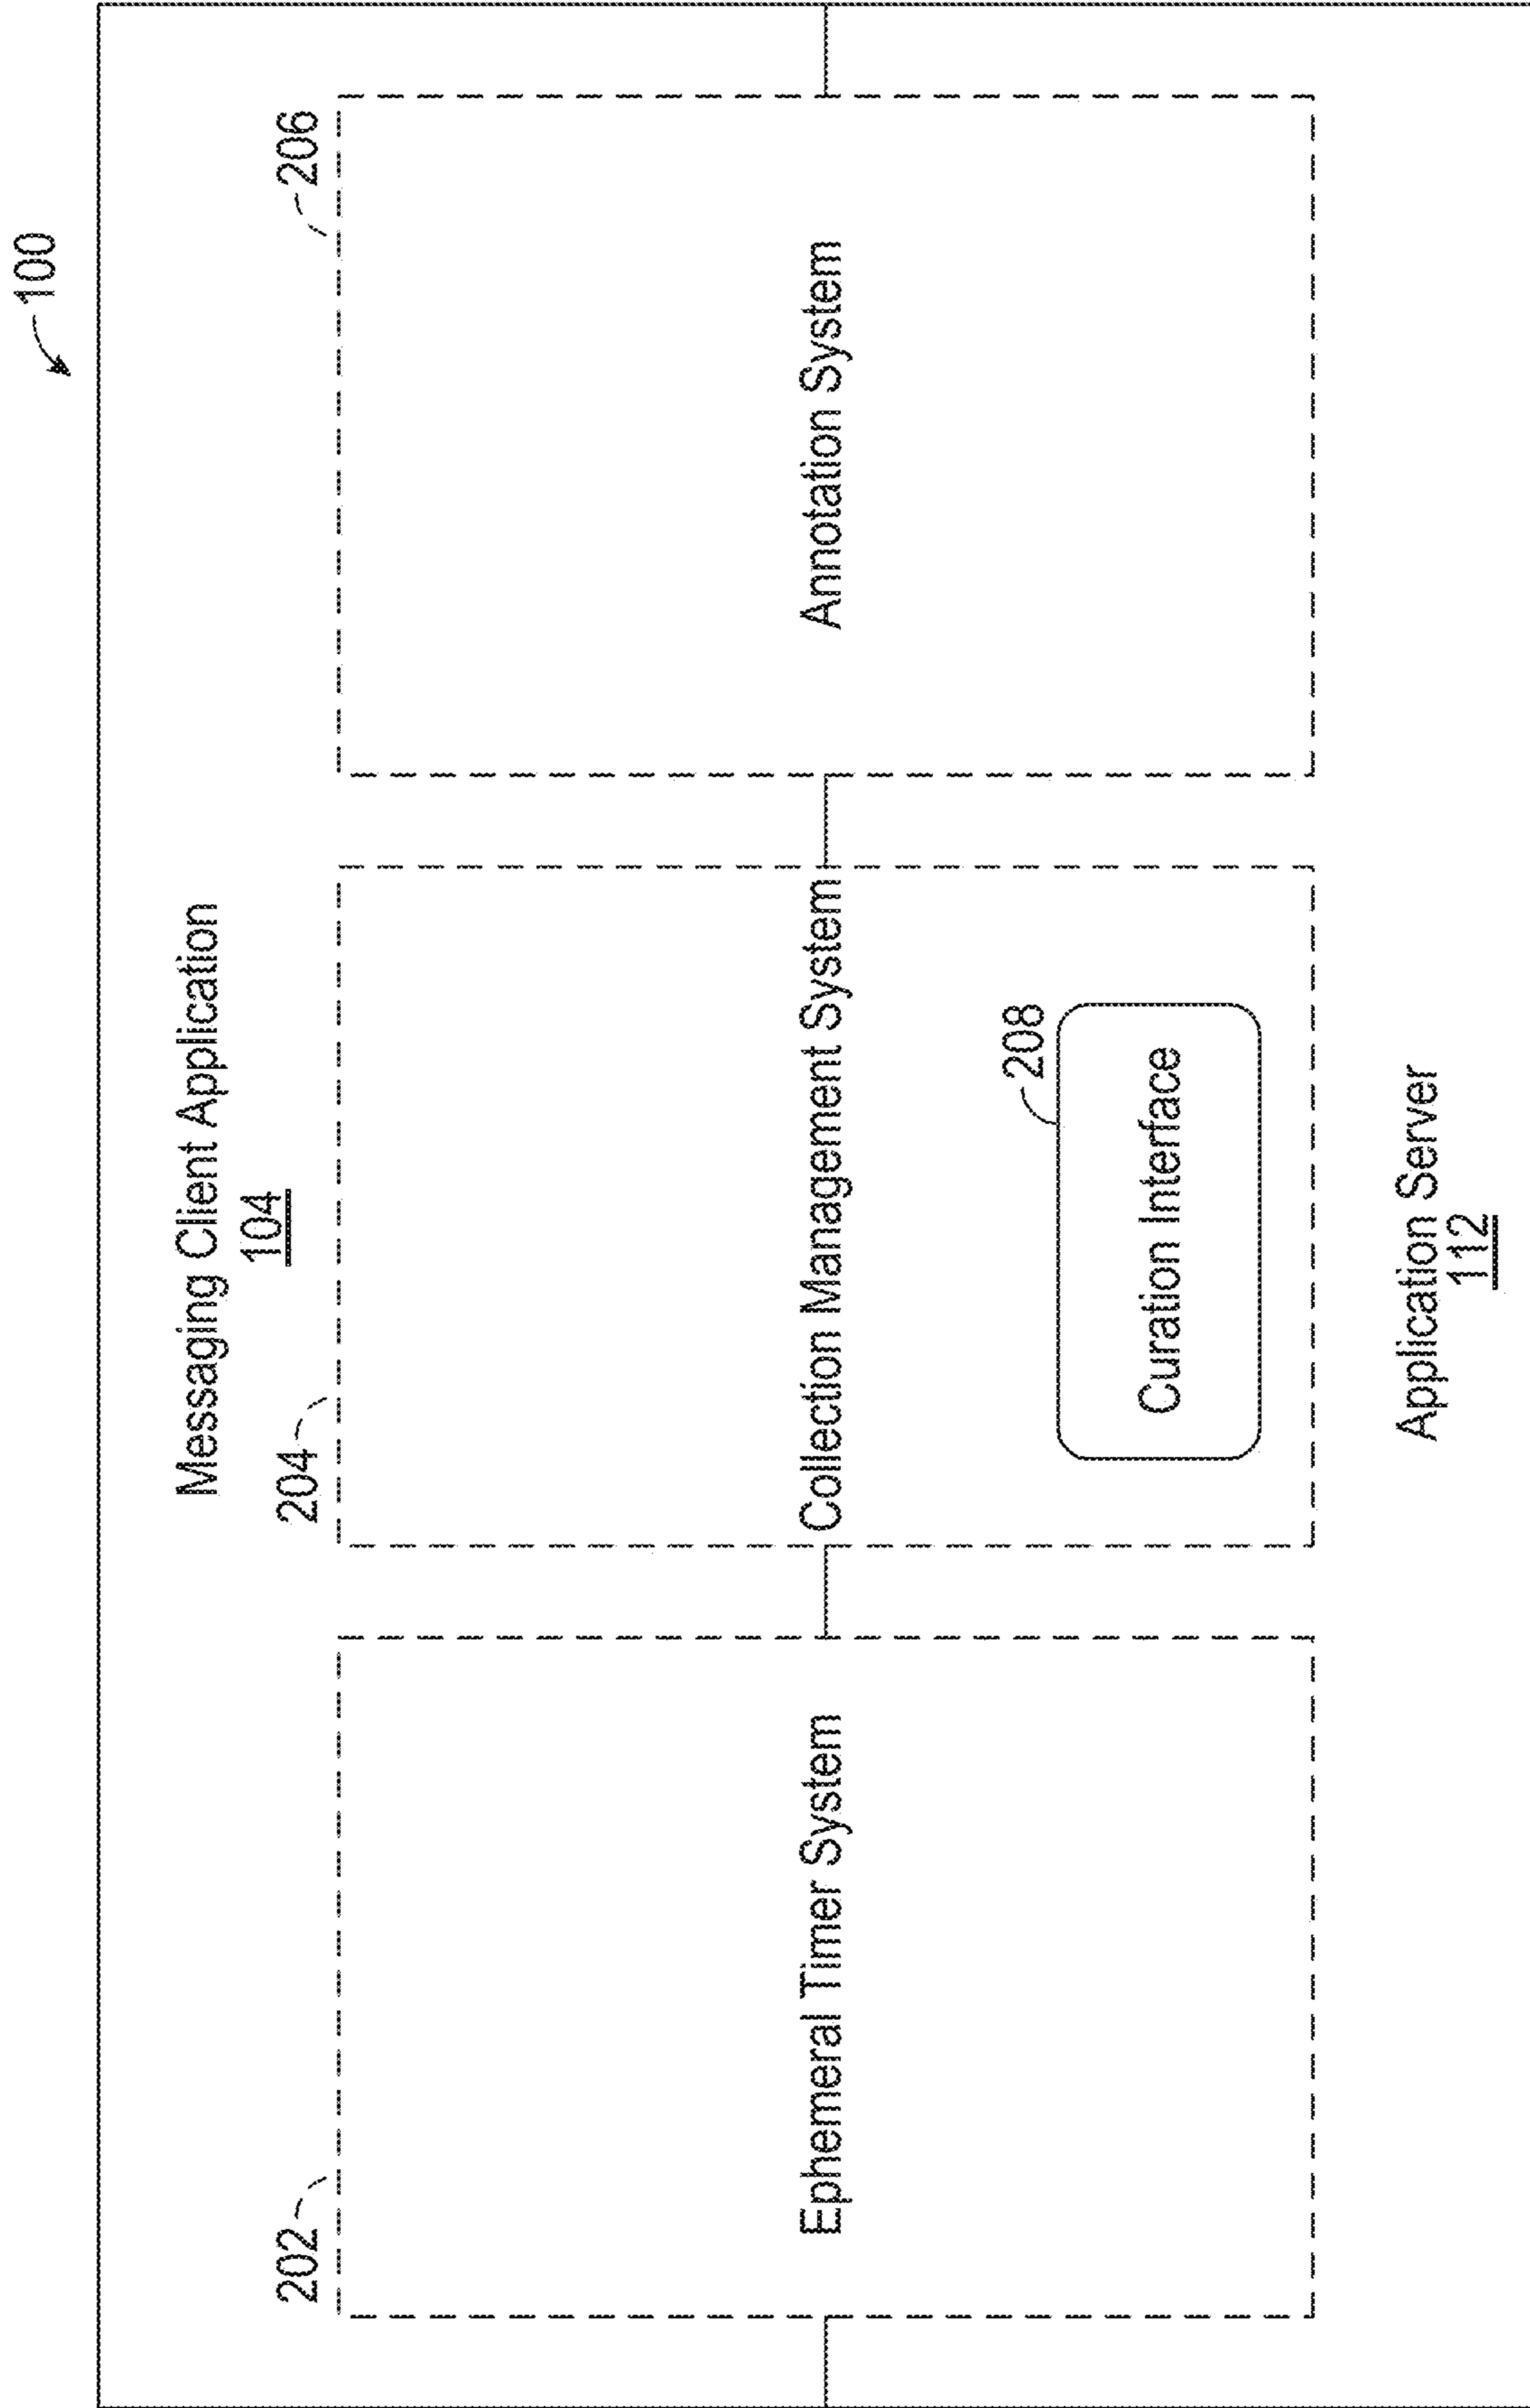 100
Messaging Client Application
104
202
204
206
Ephemeral Timer System
Collection Management System
Annotation System
208
Curation Interface
Application Server
112